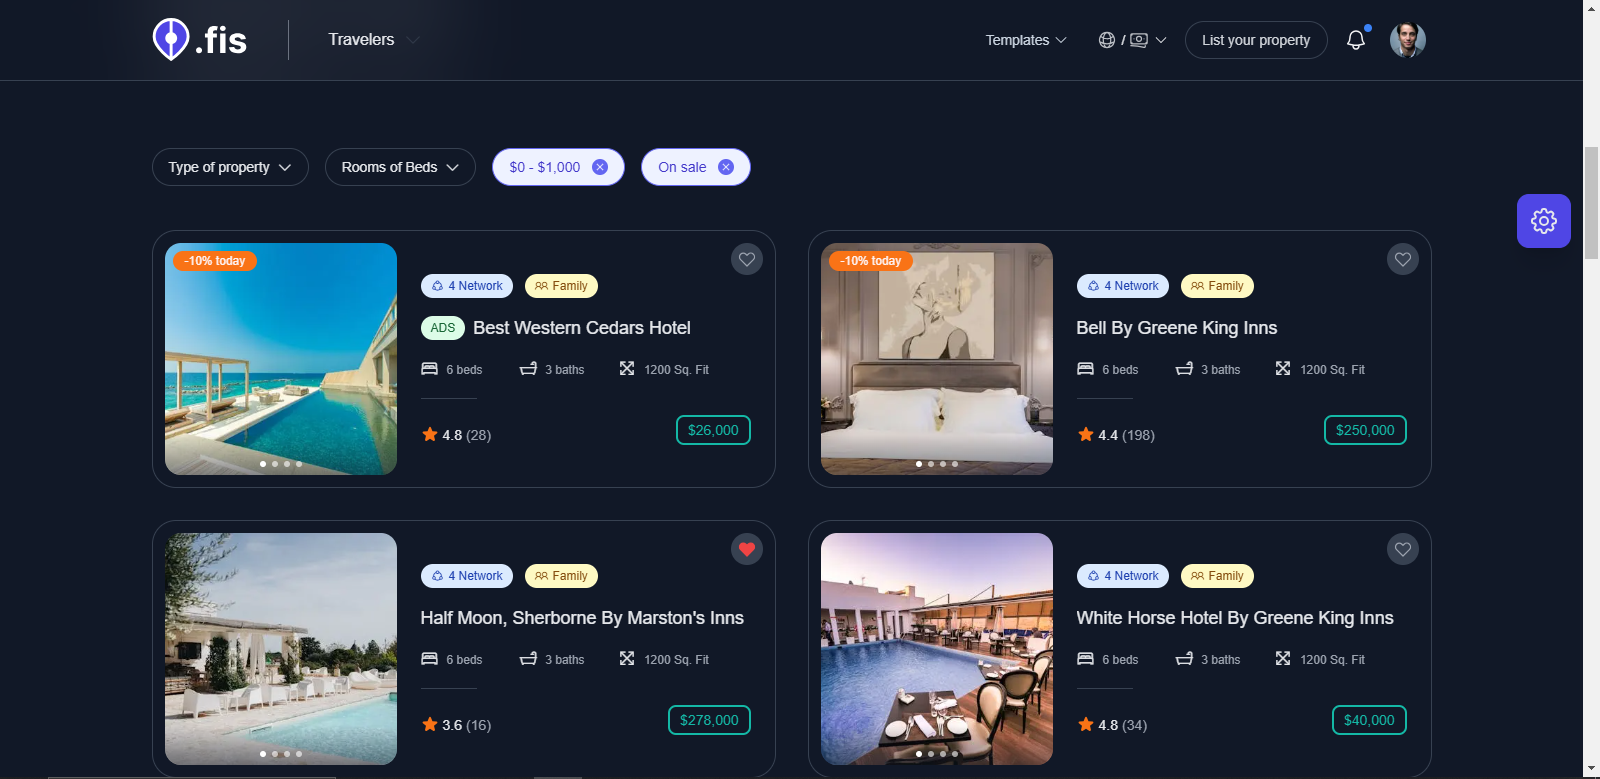 .fis
Travelers
Templates
/
List your property
Type of property
Rooms of Beds
$0 - $1,000
On sale
-10% today
4 Network
Family
ADS Best Western Cedars Hotel
6 beds 3 baths 1200 Sq. Fit
4.8 (28)
$26,000
-10% today
4 Network
Family
Bell By Greene King Inns
6 beds 3 baths 1200 Sq. Fit
4.4 (198)
$250,000
4 Network
Family
Half Moon, Sherborne By Marston's Inns
6 beds 3 baths 1200 Sq. Fit
3.6 (16)
$278,000
4 Network
Family
White Horse Hotel By Greene King Inns
6 beds 3 baths 1200 Sq. Fit
4.8 (34)
$40,000